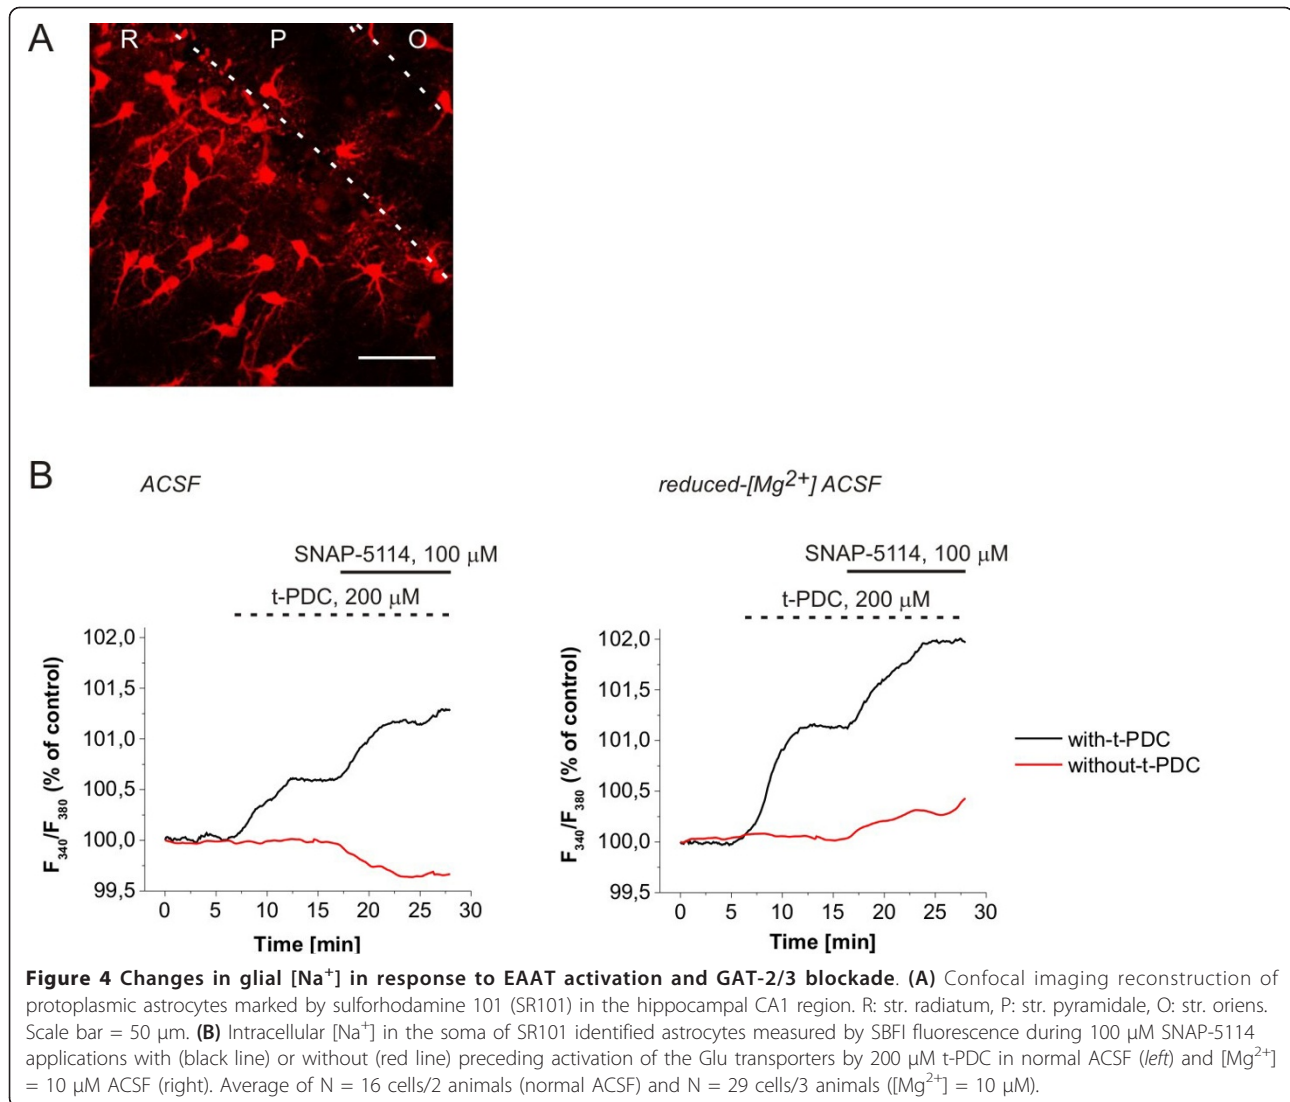 A
R P O
B
ACSF
reduced-[Mg2+] ACSF
SNAP-5114, 100 μM
t-PDC, 200 μM
102,0
101,5
101,0
100,5
100,0
99,5
F340/F380 (% of control)
0 5 10 15 20 25 30
Time [min]
SNAP-5114, 100 μM
t-PDC, 200 μM
102,0
101,5
101,0
100,5
100,0
99,5
F340/F380 (% of control)
0 5 10 15 20 25 30
Time [min]
with-t-PDC
without-t-PDC
Figure 4 Changes in glial [Na+] in response to EAAT activation and GAT-2/3 blockade. (A) Confocal imaging reconstruction of
protoplasmic astrocytes marked by sulforhodamine 101 (SR101) in the hippocampal CA1 region. R: str. radiatum, P: str. pyramidale, O: str. oriens.
Scale bar = 50 μm. (B) Intracellular [Na+] in the soma of SR101 identified astrocytes measured by SBFI fluorescence during 100 μM SNAP-5114
applications with (black line) or without (red line) preceding activation of the Glu transporters by 200 μM t-PDC in normal ACSF (left) and [Mg2+]
= 10 μM ACSF (right). Average of N = 16 cells/2 animals (normal ACSF) and N = 29 cells/3 animals ([Mg2+] = 10 μM).